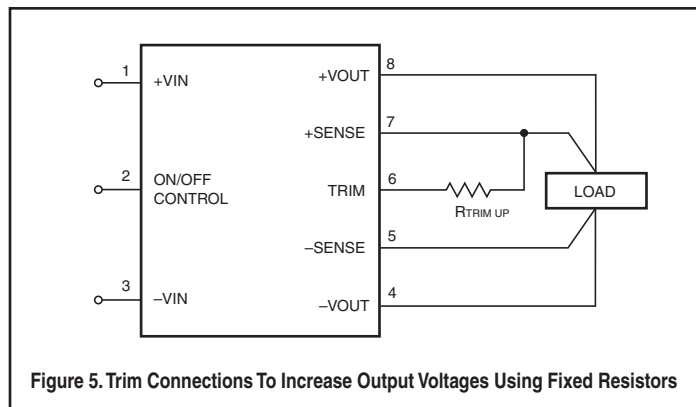 1 +VIN
2 ON/OFF
CONTROL
3 –VIN
+VOUT 8
+SENSE 7
TRIM 6
RTRIM UP
–SENSE 5
–VOUT 4
LOAD
Figure 5. Trim Connections To Increase Output Voltages Using Fixed Resistors